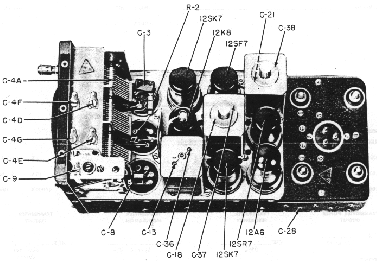 R-2
C-3
12SK7
12K8
12SF7
C-21
C-38
C-4A
C-4F
C-4D
C-4G
C-4E
C-9
C-8
C-3
C-36
C-18
C-37
12SK7
12SR7
12A6
C-28